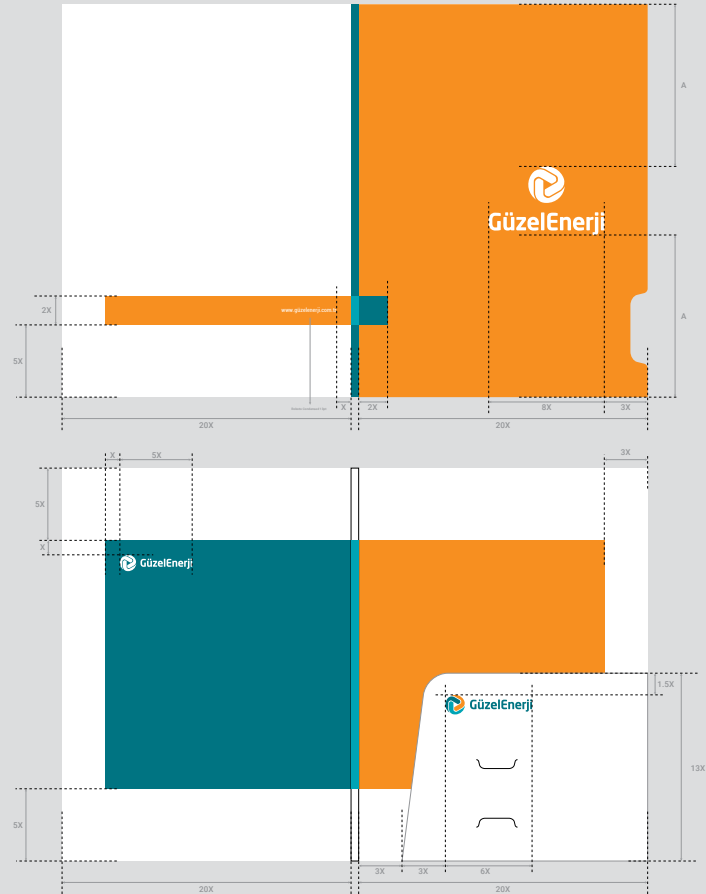 A
GüzelEnerji
2X
www.güzelenerji.com.tr
A
5X
X
2X
8X
3X
20X
20X
X
5X
3X
5X
X
GüzelEnerji
1.5X
GüzelEnerji
13X
5X
3X
3X
6X
20X
20X